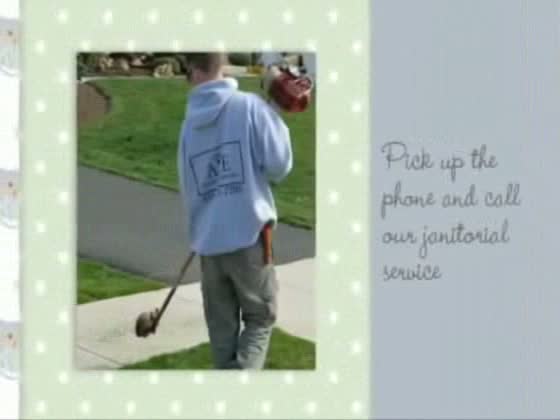 A E
Pick up the
phone and call
our janitorial
service